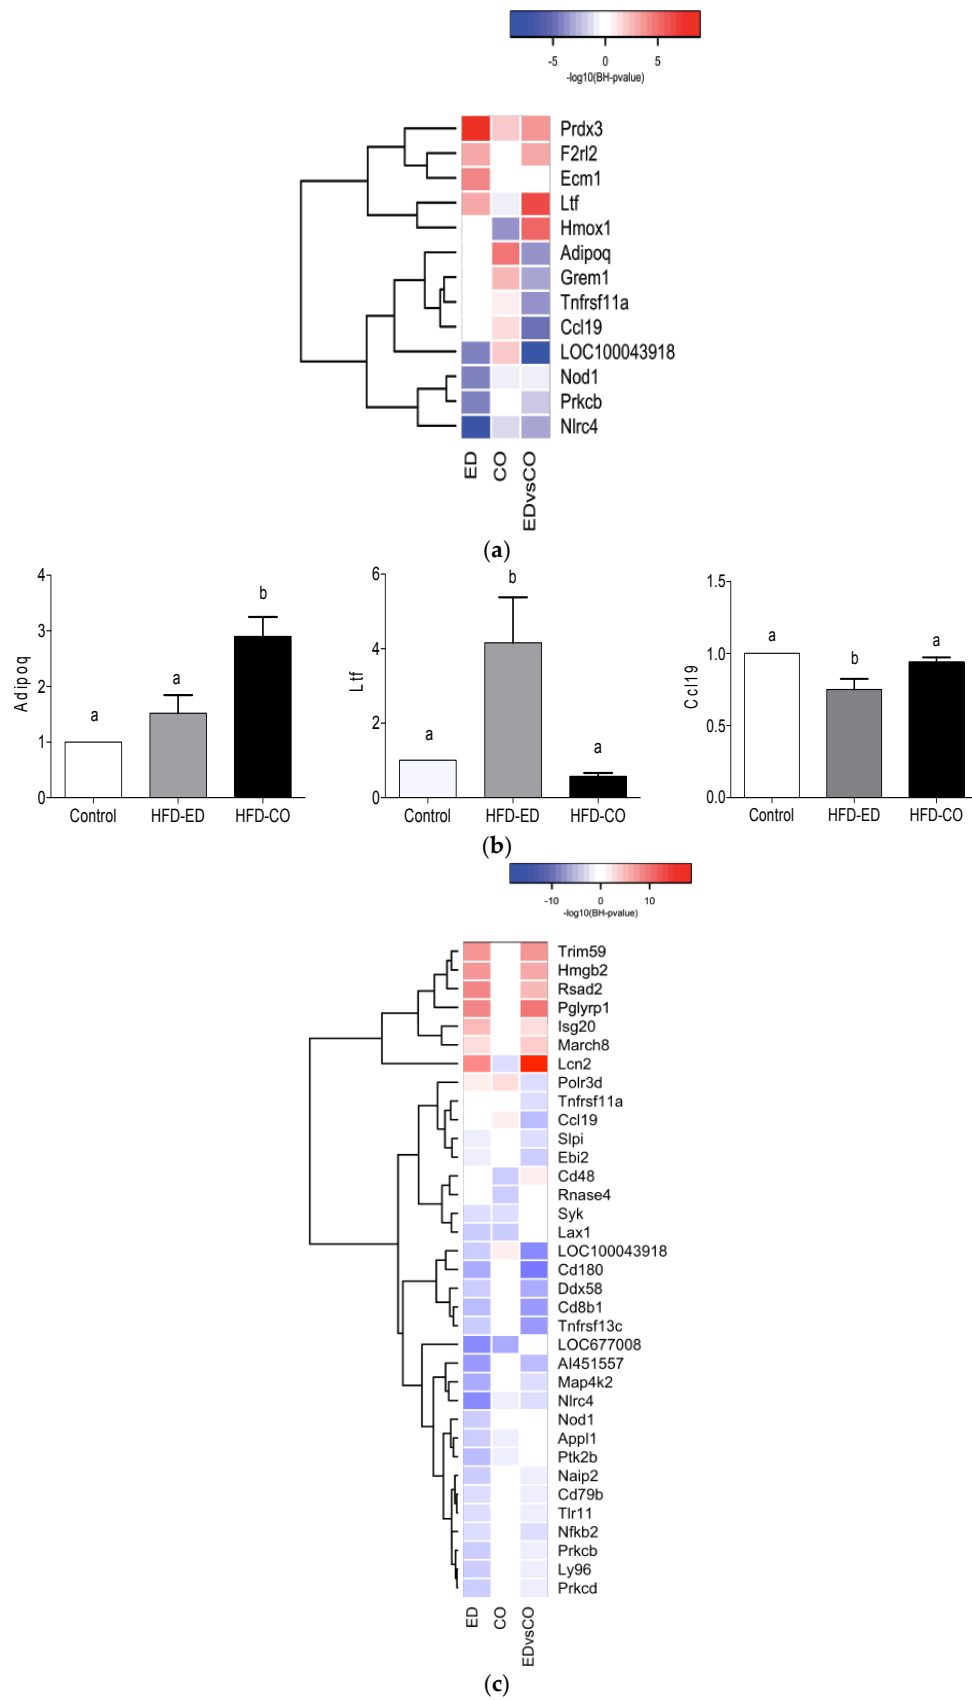 -5 0 5
-log10(BH-pvalue)
Prdx3
F2rl2
Ecm1
Ltf
Hmox1
Adipoq
Grem1
Tnfrsf11a
Ccl19
LOC100043918
Nod1
Prkcb
Nlrc4
ED CO EDvsCO
(a)
Adipoq
4
3
2
1
0
a a b
Control HFD-ED HFD-CO
Ltf
6
4
2
0
a b a
Control HFD-ED HFD-CO
Ccl19
1.5
1.0
0.5
0.0
a b a
Control HFD-ED HFD-CO
(b)
-10 0 10
-log10(BH-pvalue)
Trim59
Hmgb2
Rsad2
Pglyrp1
Isg20
March8
Lcn2
Polr3d
Tnfrsf11a
Ccl19
Slpi
Ebi2
Cd48
Rnase4
Syk
Lax1
LOC100043918
Cd180
Ddx58
Cd8b1
Tnfrsf13c
LOC677008
AI451557
Map4k2
Nlrc4
Nod1
Appl1
Ptk2b
Naip2
Cd79b
Tlr11
Nfkb2
Prkcb
Ly96
Prkcd
ED CO EDvsCO
(c)